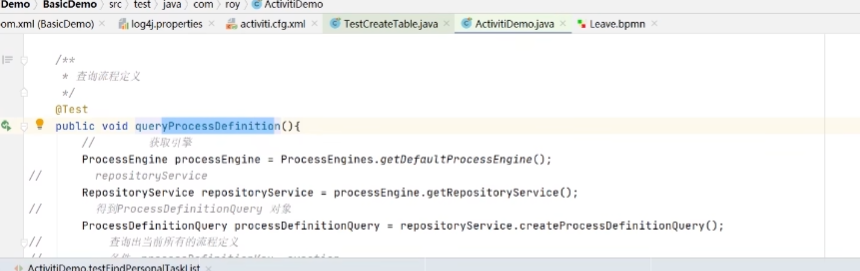 Demo > BasicDemo > src > test > java > com > roy > ActivitiDemo
om.xml (BasicDemo) × log4j.properties × activiti.cfg.xml × TestCreateTable.java × ActivitiDemo.java × Leave.bpmn ×
/**
* 查询流程定义
*/
@Test
public void queryProcessDefinition(){
// 获取引擎
ProcessEngine processEngine = ProcessEngines.getDefaultProcessEngine();
// repositoryService
RepositoryService repositoryService = processEngine.getRepositoryService();
// 得到ProcessDefinitionQuery 对象
ProcessDefinitionQuery processDefinitionQuery = repositoryService.createProcessDefinitionQuery();
// 查询出当前所有的流程定义
ActivitiDemo.testFindPersonalTaskList ×